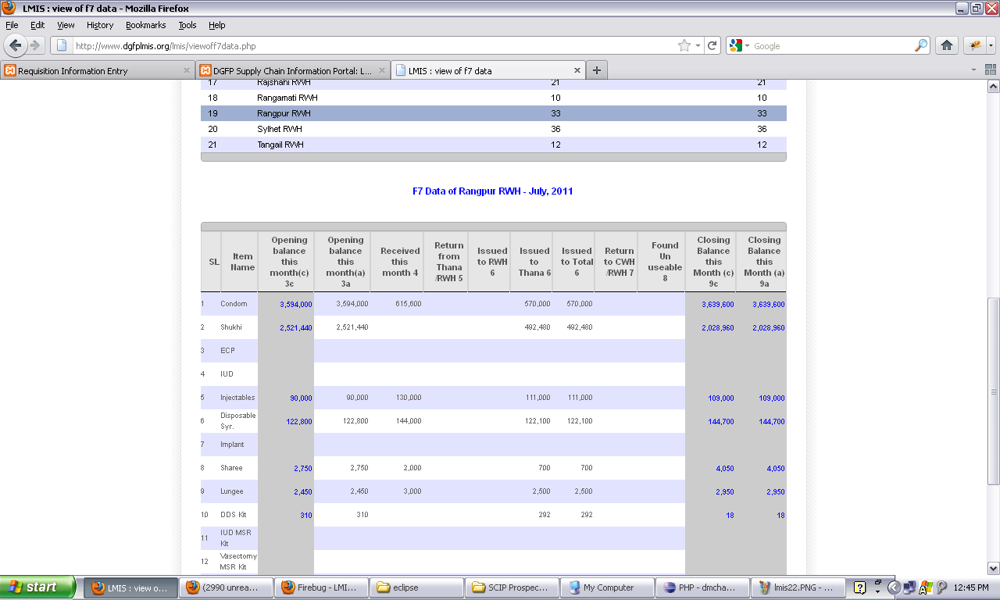 LMIS : view of f7 data - Mozilla Firefox
File Edit View History Bookmarks Tools Help
http://www.dgfplmis.org/lmis/viewoff7data.php
Google
Requisition Information Entry
DGFP Supply Chain Information Portal: L...
LMIS : view of f7 data
17 Rajshahi RWH 21 21
18 Rangamati RWH 10 10
19 Rangpur RWH 33 33
20 Sylhet RWH 36 36
21 Tangail RWH 12 12
F7 Data of Rangpur RWH - July, 2011
SL
Item
Name
Opening
balance
this
month(c)
3c
Opening
balance
this
month(a)
3a
Received
this
month 4
Return
from
Thana
/RWH 5
Issued
to RWH
6
Issued
to
Thana 6
Issued
to Total
6
Return
to CWH
/RWH 7
Found
Un
useable
8
Closing
Balance
this
Month (c)
9c
Closing
Balance
this
Month (a)
9a
1 Condom 3,594,000 3,594,000 615,600 570,000 570,000 3,639,600 3,639,600
2 Shukhi 2,521,440 2,521,440 492,480 492,480 2,028,960 2,028,960
3 ECP
4 IUD
5 Injectables 90,000 90,000 130,000 111,000 111,000 109,000 109,000
6 Disposable
Syr. 122,800 122,800 144,000 122,100 122,100 144,700 144,700
7 Implant
8 Sharee 2,750 2,750 2,000 700 700 4,050 4,050
9 Lungee 2,450 2,450 3,000 2,500 2,500 2,950 2,950
10 DDS Kit 310 310 292 292 18 18
11 IUD MSR
Kit
12 Vasectomy
MSR Kit
start
LMIS : view o...
(2990 unrea...
Firebug - LMI...
eclipse
SCIP Prospec...
My Computer
PHP - dmcha...
lmis22.PNG - ...
12:45 PM